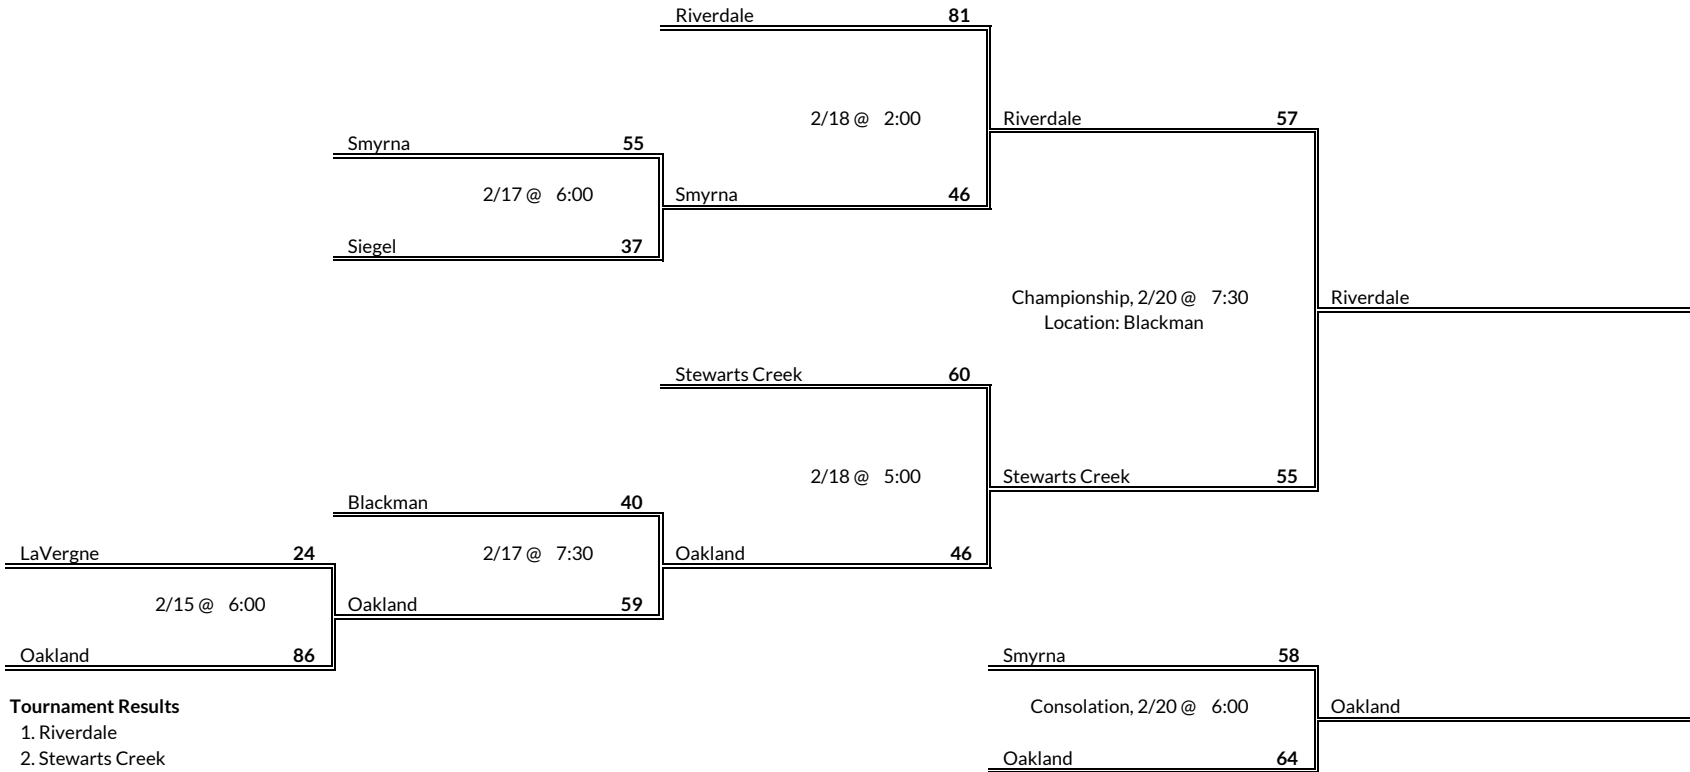 Riverdale 81
2/18 @ 2:00
Riverdale 57
Smyrna 55
2/17 @ 6:00
Smyrna 46
Siegel 37
Championship, 2/20 @ 7:30
Location: Blackman
Riverdale
Stewarts Creek 60
2/18 @ 5:00
Stewarts Creek 55
Blackman 40
LaVergne 24
2/17 @ 7:30
Oakland 46
2/15 @ 6:00
Oakland 59
Oakland 86
Smyrna 58
Consolation, 2/20 @ 6:00
Oakland
Oakland 64
Tournament Results
1. Riverdale
2. Stewarts Creek